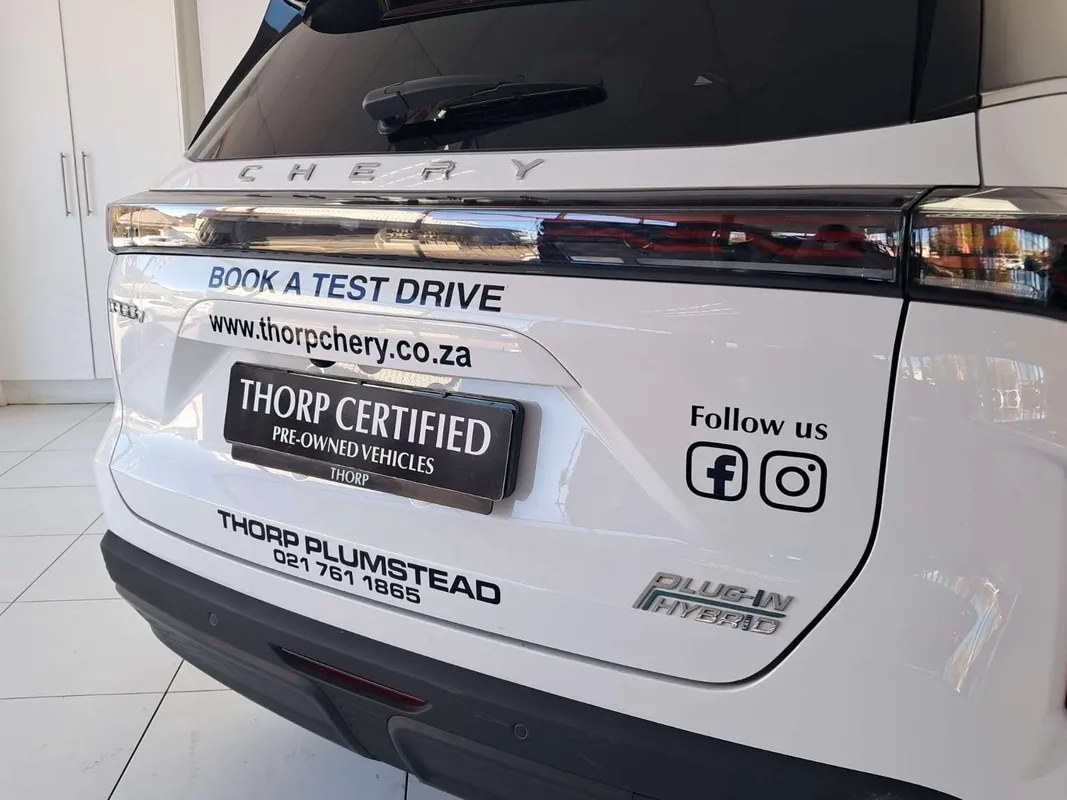 CHERY
BOOK A TEST DRIVE
www.thorpchery.co.za
THORP CERTIFIED
PRE-OWNED VEHICLES
THORP
Follow us
THORP PLUMSTEAD
021 761 1865
PLUG-IN
HYBRID